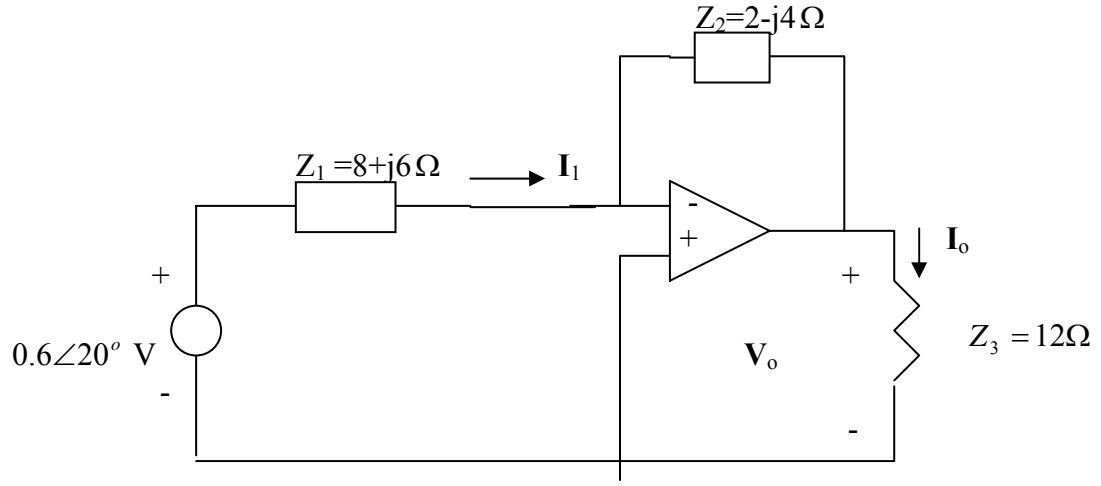 Z₂=2-j4 Ω
Z₁ =8+j6 Ω
I₁
-
+
Iₒ
+
+
0.6∠20° V
Vₒ
Z₃ = 12Ω
-
-